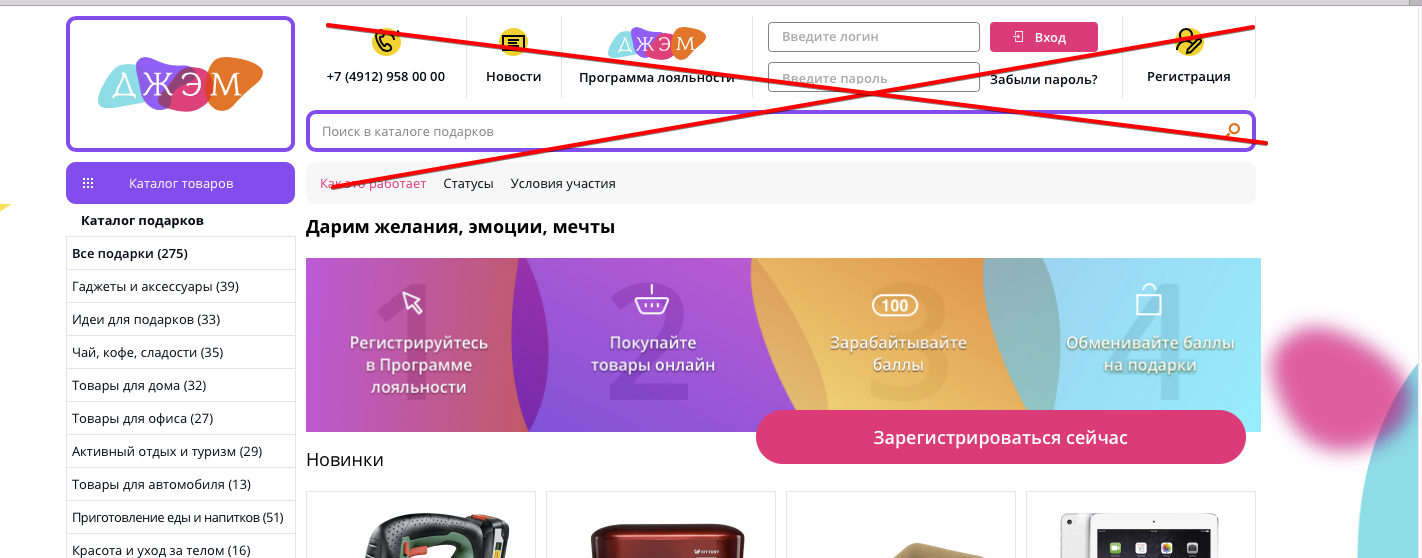 ДЖЭМ
+7 (4912) 958 00 00
Новости
ДЖЭМ
Программа лояльности
Введите логин
Вход
Введите пароль
Забыли пароль?
Регистрация
Поиск в каталоге подарков
Каталог товаров
Как это работает Статусы Условия участия
Каталог подарков
Все подарки (275)
Гаджеты и аксессуары (39)
Идеи для подарков (33)
Чай, кофе, сладости (35)
Товары для дома (32)
Товары для офиса (27)
Активный отдых и туризм (29)
Товары для автомобиля (13)
Приготовление еды и напитков (51)
Красота и уход за телом (16)
Дарим желания, эмоции, мечты
1
Регистрируйтесь
в Программе
лояльности
2
Покупайте
товары онлайн
3
100
Зарабатывайте
баллы
4
Обменивайте баллы
на подарки
Зарегистрироваться сейчас
Новинки
KITFORT